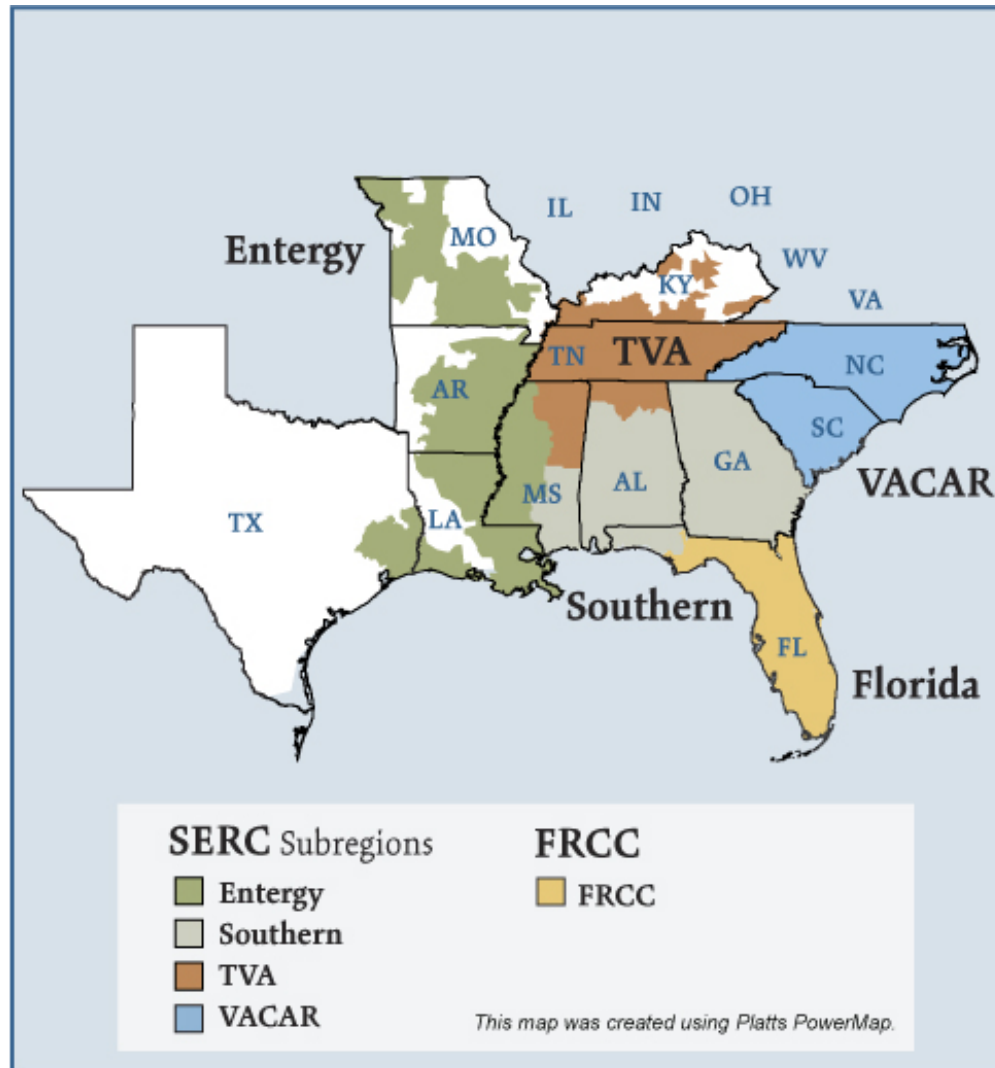 IL
IN
OH
MO
Entergy
WV
KY
VA
TN
TVA
NC
AR
SC
GA
AL
MS
VACAR
TX
LA
Southern
FL
Florida
SERC Subregions
Entergy
Southern
TVA
VACAR
FRCC
FRCC
This map was created using Platts PowerMap.